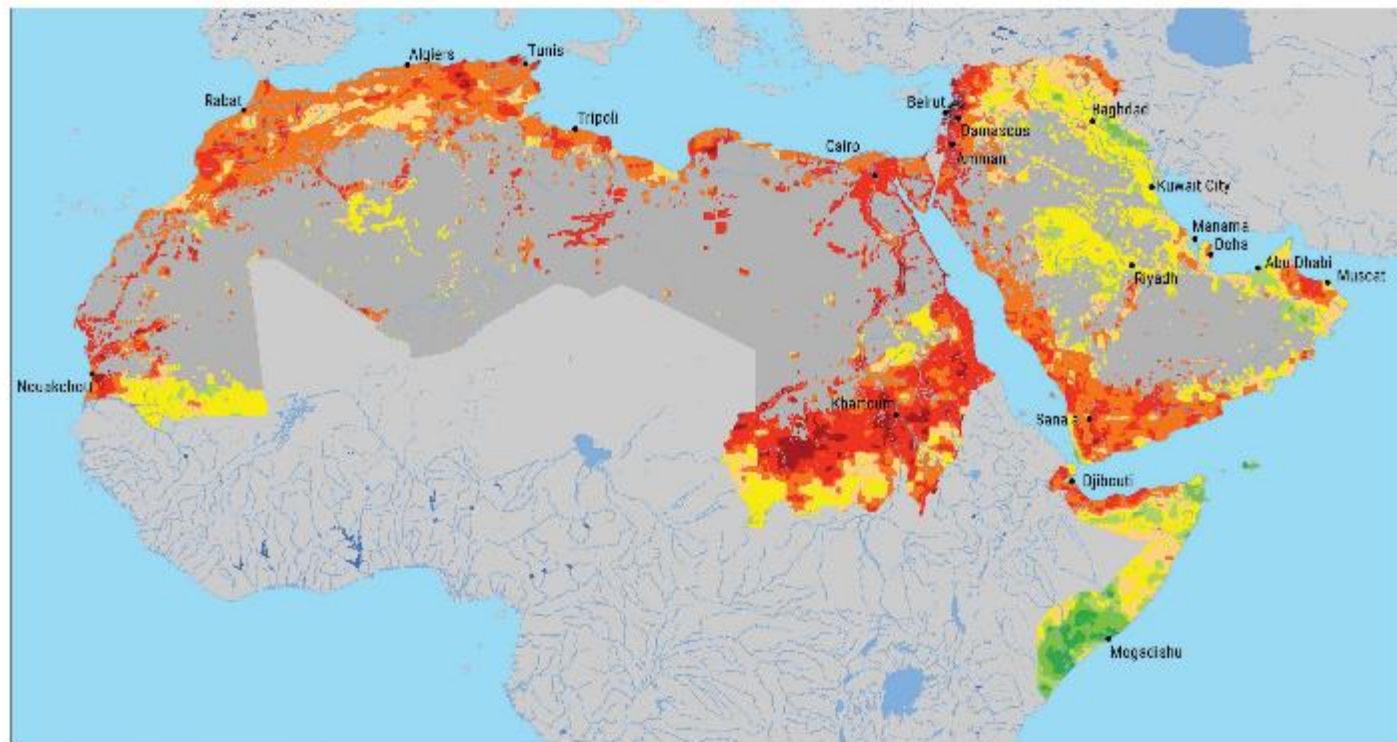 Algiers
Tunis
Rabat
Tripoli
Beirut
Baghdad
Damascus
Cairo
Amman
Kuwait City
Manama
Doha
Abu Dhabi
Riyadh
Muscat
Nouakchott
Khartoum
Sana'a
Djibouti
Mogadishu